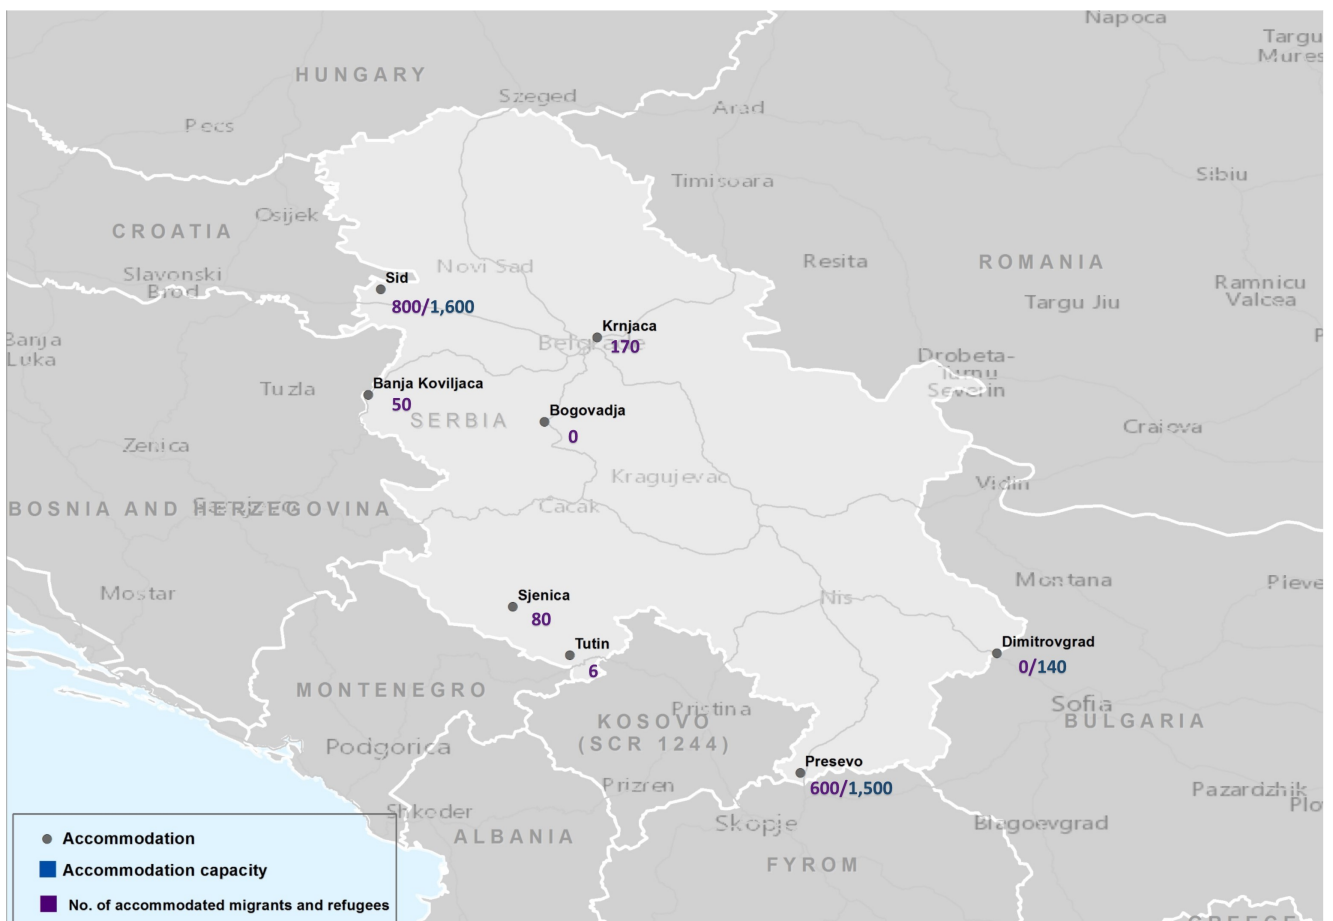 Napoca
Targu
Mures
HUNGARY
Szeged
Arad
Pecs
Timisoara
Sibiu
Osijek
CROATIA
Slavonski
Brod
Sid
Novi Sad
800/1,600
Resita
ROMANIA
Ramnicu
Valcea
Targu Jiu
Krnjaca
Belgrade
170
Banja
Luka
Drobeta-
Turnu
Severin
Tuzla
Banja Koviljaca
50
SERBIA
Bogovadja
0
Craiova
Zenica
Kragujevac
Vidin
BOSNIA AND HERZEGOVINA
Cacak
Mostar
Montana
Pleve
Sjenica
80
Nis
Tutin
6
Dimitrovgrad
0/140
MONTENEGRO
Pristina
KOSOVO
(SCR 1244)
Sofia
BULGARIA
Podgorica
Presevo
600/1,500
Prizren
Pazardzhik
Plo
Shkoder
ALBANIA
Skopje
Blagoevgrad
FYROM
Accommodation
Accommodation capacity
No. of accommodated migrants and refugees
GREECE